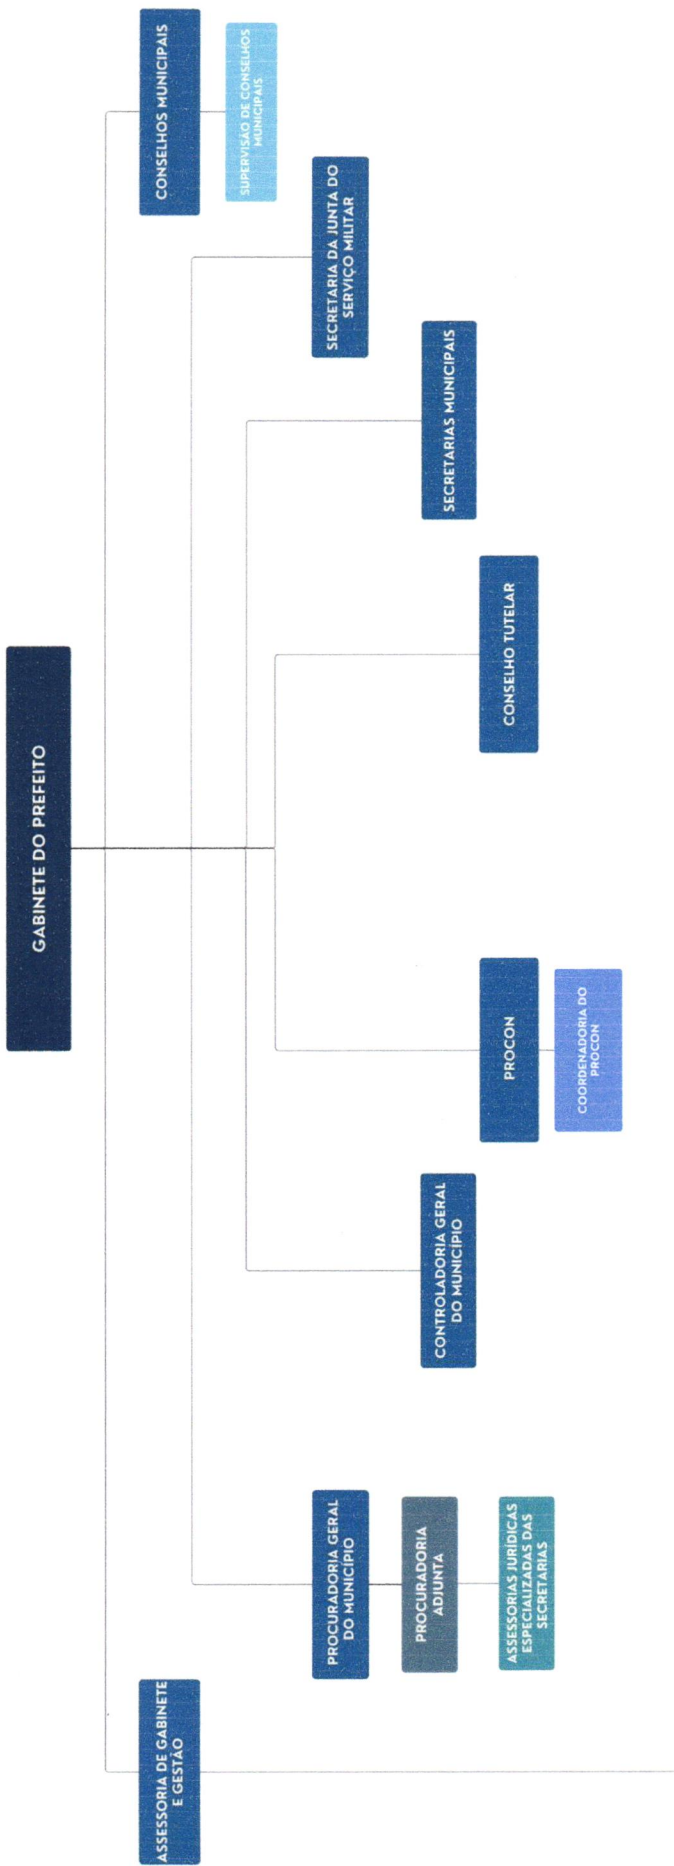 GABINETE DO PREFEITO
ASSESSORIA DE GABINETE
E GESTÃO
CONSELHOS MUNICIPAIS
SUPERVISÃO DE CONSELHOS
MUNICIPAIS
PROCURADORIA GERAL
DO MUNICÍPIO
PROCURADORIA
ADJUNTA
ASSESSORIAS JURÍDICAS
ESPECIALIZADAS DAS
SECRETARIAS
SECRETARIA DA JUNTA DO
SERVIÇO MILITAR
CONTROLADORIA GERAL
DO MUNICÍPIO
SECRETARIAS MUNICIPAIS
PROCON
COORDENADORIA DO
PROCON
CONSELHO TUTELAR